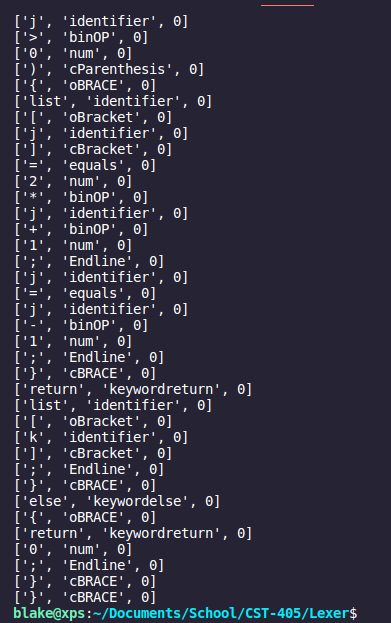 ['j', 'identifier', 0]
['>', 'binOP', 0]
['0', 'num', 0]
[')', 'cParenthesis', 0]
['{', 'oBRACE', 0]
['list', 'identifier', 0]
['[', 'oBracket', 0]
['j', 'identifier', 0]
[']', 'cBracket', 0]
['=', 'equals', 0]
['2', 'num', 0]
['*', 'binOP', 0]
['j', 'identifier', 0]
['+', 'binOP', 0]
['1', 'num', 0]
[';', 'Endline', 0]
['j', 'identifier', 0]
['=', 'equals', 0]
['j', 'identifier', 0]
['-', 'binOP', 0]
['1', 'num', 0]
[';', 'Endline', 0]
['}', 'cBRACE', 0]
['return', 'keywordreturn', 0]
['list', 'identifier', 0]
['[', 'oBracket', 0]
['k', 'identifier', 0]
[']', 'cBracket', 0]
[';', 'Endline', 0]
['}', 'cBRACE', 0]
['else', 'keywordelse', 0]
['{', 'oBRACE', 0]
['return', 'keywordreturn', 0]
['0', 'num', 0]
[';', 'Endline', 0]
['}', 'cBRACE', 0]
['}', 'cBRACE', 0]
blake@xps:~/Documents/School/CST-405/Lexer$